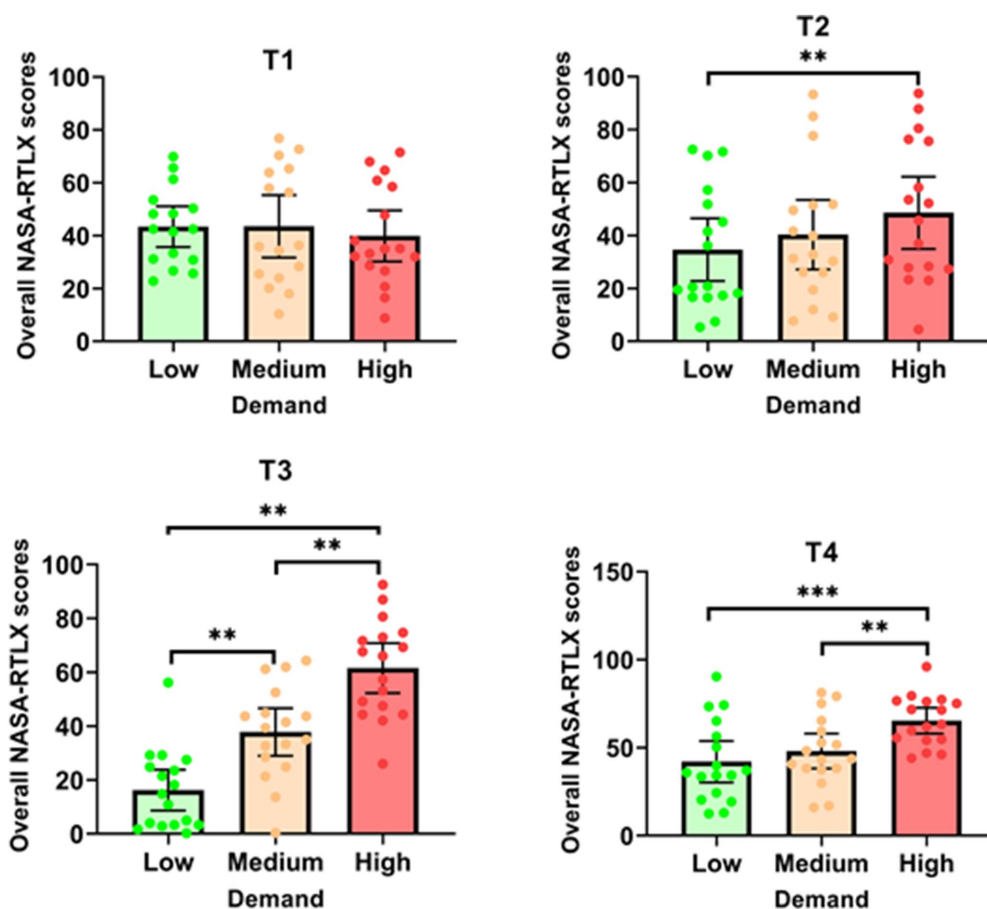 T1
Overall NASA-RTLX scores
100
80
60
40
20
0
Low Medium High
Demand
T2
**
Overall NASA-RTLX scores
100
80
60
40
20
0
Low Medium High
Demand
T3
**
**
**
Overall NASA-RTLX scores
100
80
60
40
20
0
Low Medium High
Demand
T4
***
**
Overall NASA-RTLX scores
150
100
50
0
Low Medium High
Demand